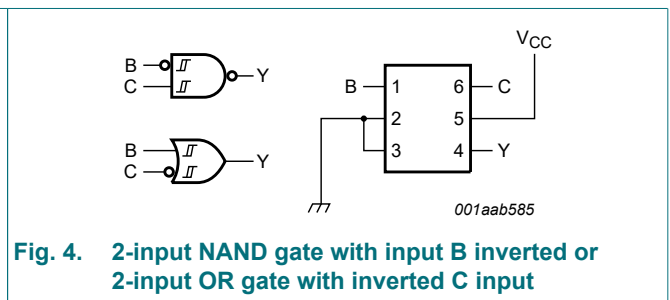 V_CC
B
C
Y
B
1
6
C
2
5
B
C
Y
3
4
Y
001aab585
Fig. 4. 2-input NAND gate with input B inverted or
2-input OR gate with inverted C input